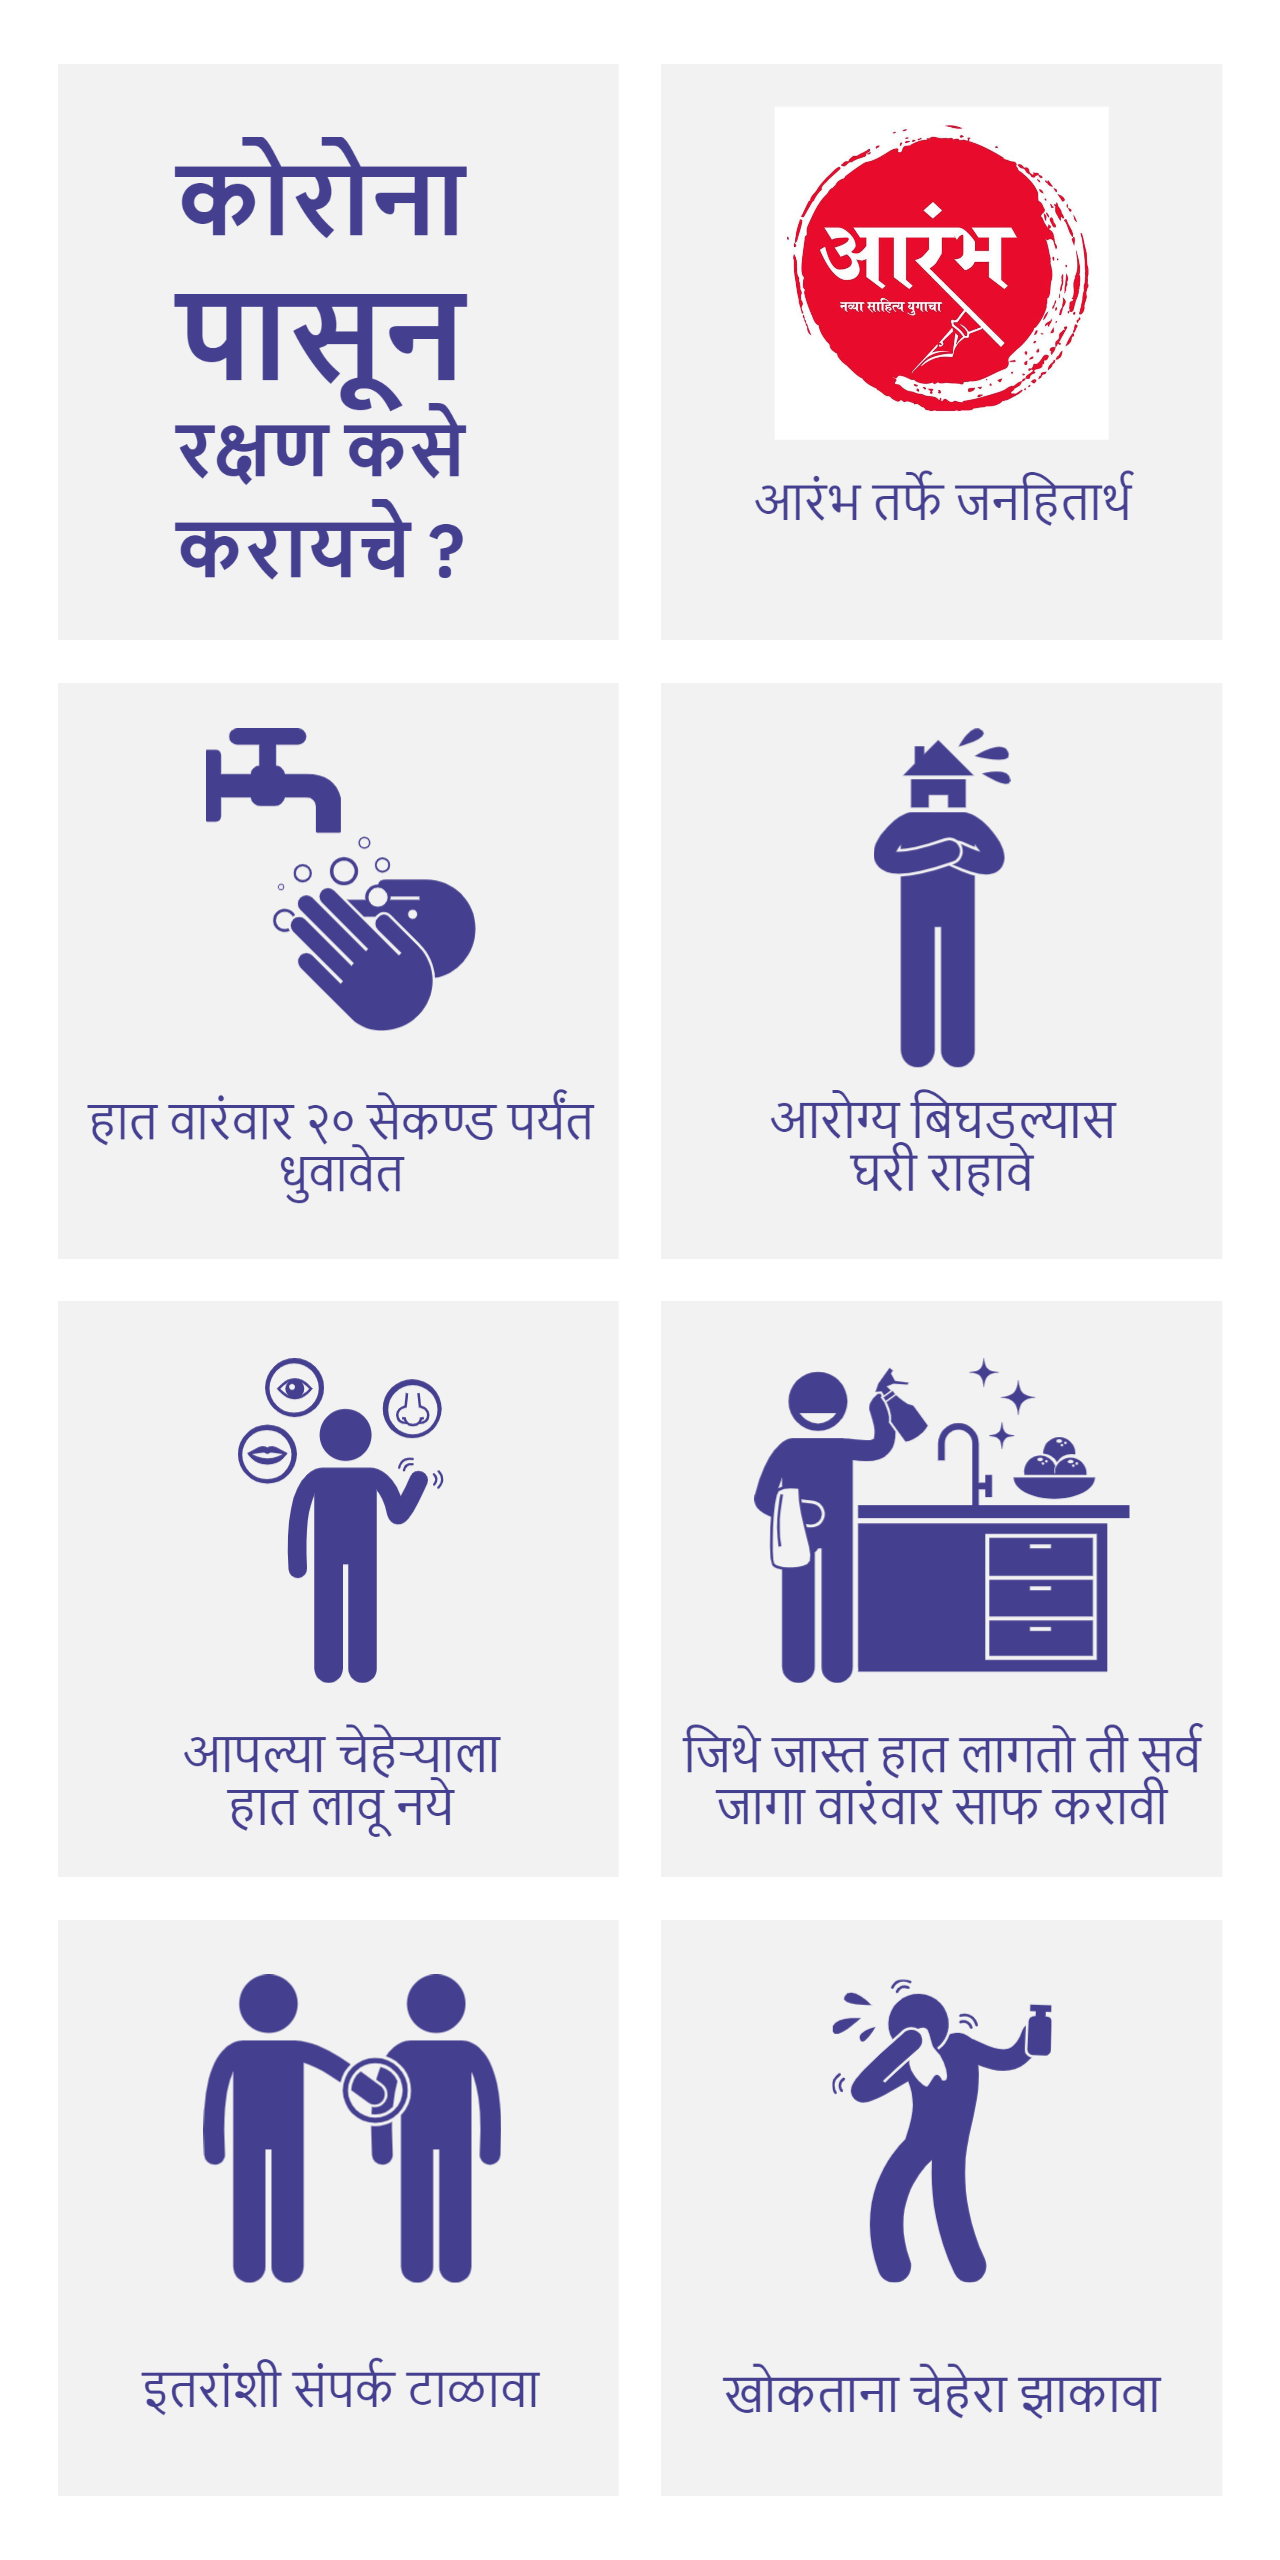 कोरोना
पासून
रक्षण कसे
करायचे ?
आरंभ
नव्या साहित्य युगाचा
आरंभ तर्फे जनहितार्थ
हात वारंवार २० सेकण्ड पर्यंत
धुवावेत
आरोग्य बिघडल्यास
घरी राहावे
आपल्या चेहेऱ्याला
हात लावू नये
जिथे जास्त हात लागतो ती सर्व
जागा वारंवार साफ करावी
इतरांशी संपर्क टाळावा
खोकताना चेहेरा झाकावा